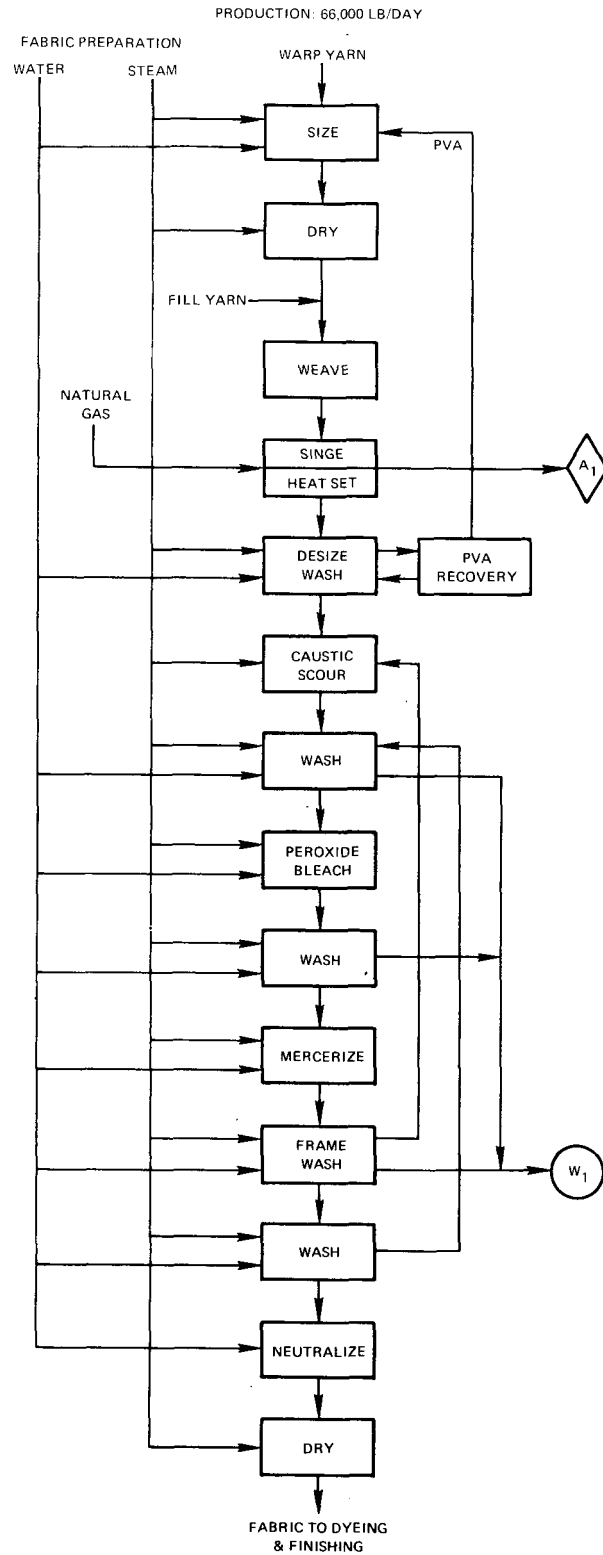 PRODUCTION: 66,000 LB/DAY
FABRIC PREPARATION
WATER
STEAM
WARP YARN
SIZE
PVA
DRY
FILL YARN
WEAVE
NATURAL
GAS
SINGE
HEAT SET
A1
DESIZE
WASH
PVA
RECOVERY
CAUSTIC
SCOUR
WASH
PEROXIDE
BLEACH
WASH
MERCERIZE
FRAME
WASH
W1
WASH
NEUTRALIZE
DRY
FABRIC TO DYEING
& FINISHING